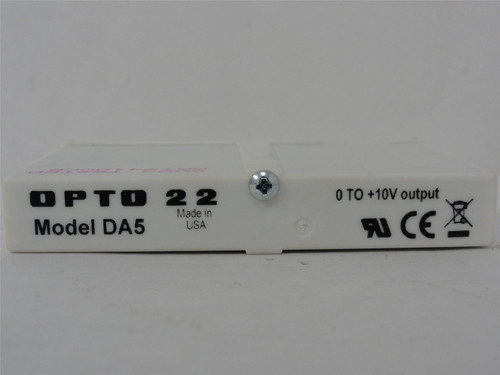 OPTO 22
Made in
USA
Model DA5
0 TO +10V output
CE